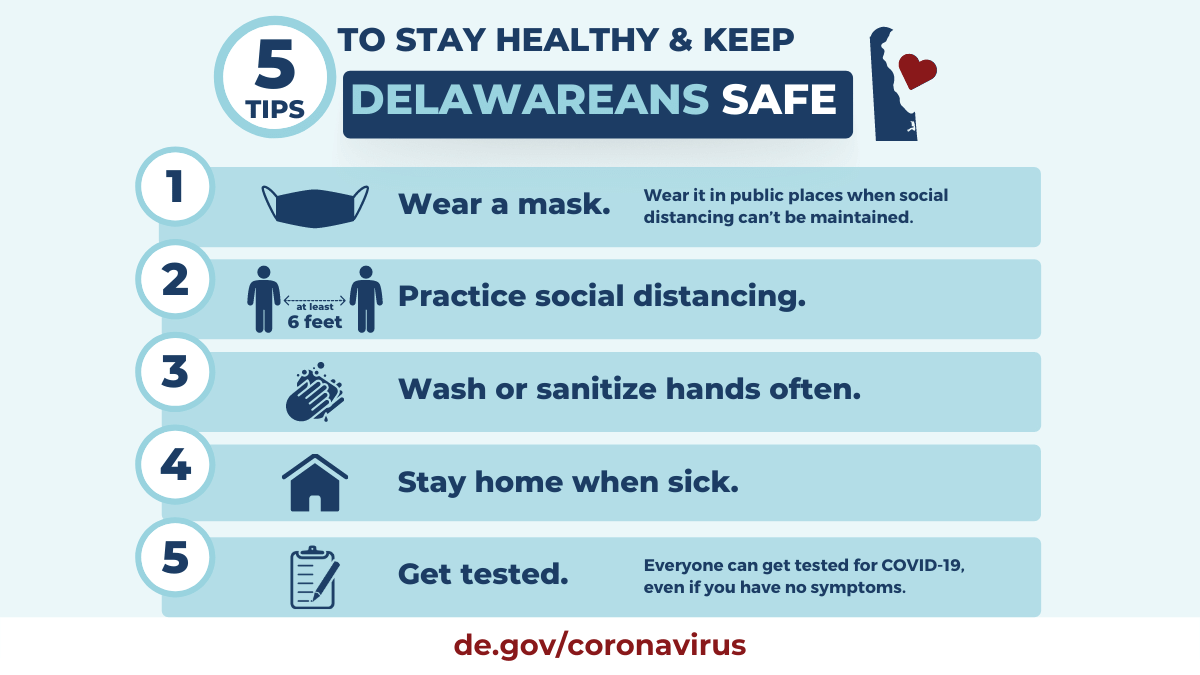 5
TIPS
TO STAY HEALTHY & KEEP
DELAWAREANS SAFE
1
Wear a mask.
Wear it in public places when social
distancing can't be maintained.
2
at least
6 feet
Practice social distancing.
3
Wash or sanitize hands often.
4
Stay home when sick.
5
Get tested.
Everyone can get tested for COVID-19,
even if you have no symptoms.
de.gov/coronavirus